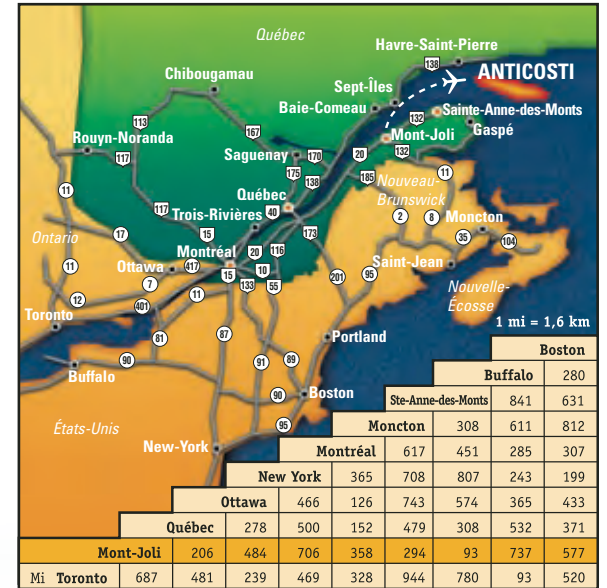 Québec
Havre-Saint-Pierre
138
ANTICOSTI
Chibougamau
Sept-Îles
Baie-Comeau
132
Sainte-Anne-des-Monts
113
167
Mont-Joli
Gaspé
Rouyn-Noranda
117
Saguenay
170
20
132
175
138
185
11
Nouveau-
Brunswick
11
Québec
117
Trois-Rivières
40
2
8
Moncton
15
173
17
Ontario
Montréal
20
116
35
104
11
Ottawa
417
15
10
Saint-Jean
7
133
55
201
95
12
401
11
Nouvelle-
Écosse
Toronto
1 mi = 1,6 km
81
87
Portland
90
91
89
Buffalo
90
Boston
États-Unis
95
New-York
Boston
Buffalo 280
Ste-Anne-des-Monts 841 631
Moncton 308 611 812
Montréal 617 451 285 307
New York 365 708 807 243 199
Ottawa 466 126 743 574 365 433
Québec 278 500 152 479 308 532 371
Mont-Joli 206 484 706 358 294 93 737 577
Mi Toronto 687 481 239 469 328 944 780 93 520